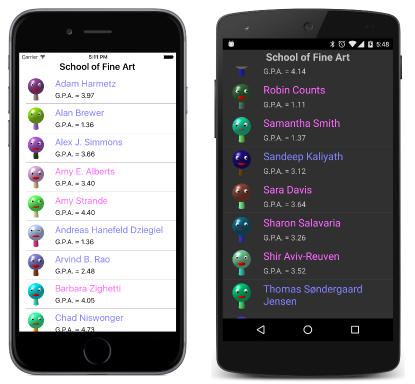 Carrier
5:11 PM
School of Fine Art
Adam Harmetz
G.P.A. = 3.97
Alan Brewer
G.P.A. = 1.36
Alex J. Simmons
G.P.A. = 3.66
Amy E. Alberts
G.P.A. = 3.40
Amy Strande
G.P.A. = 4.40
Andreas Hanefeld Dziegiel
G.P.A. = 1.36
Arvind B. Rao
G.P.A. = 2.48
Barbara Zighetti
G.P.A. = 4.05
Chad Niswonger
G.P.A. = 4.73
5:48
School of Fine Art
G.P.A. = 4.14
Robin Counts
G.P.A. = 1.11
Samantha Smith
G.P.A. = 1.37
Sandeep Kaliyath
G.P.A. = 3.12
Sara Davis
G.P.A. = 3.64
Sharon Salavaria
G.P.A. = 3.26
Shir Aviv-Reuven
G.P.A. = 3.52
Thomas Søndergaard
Jensen